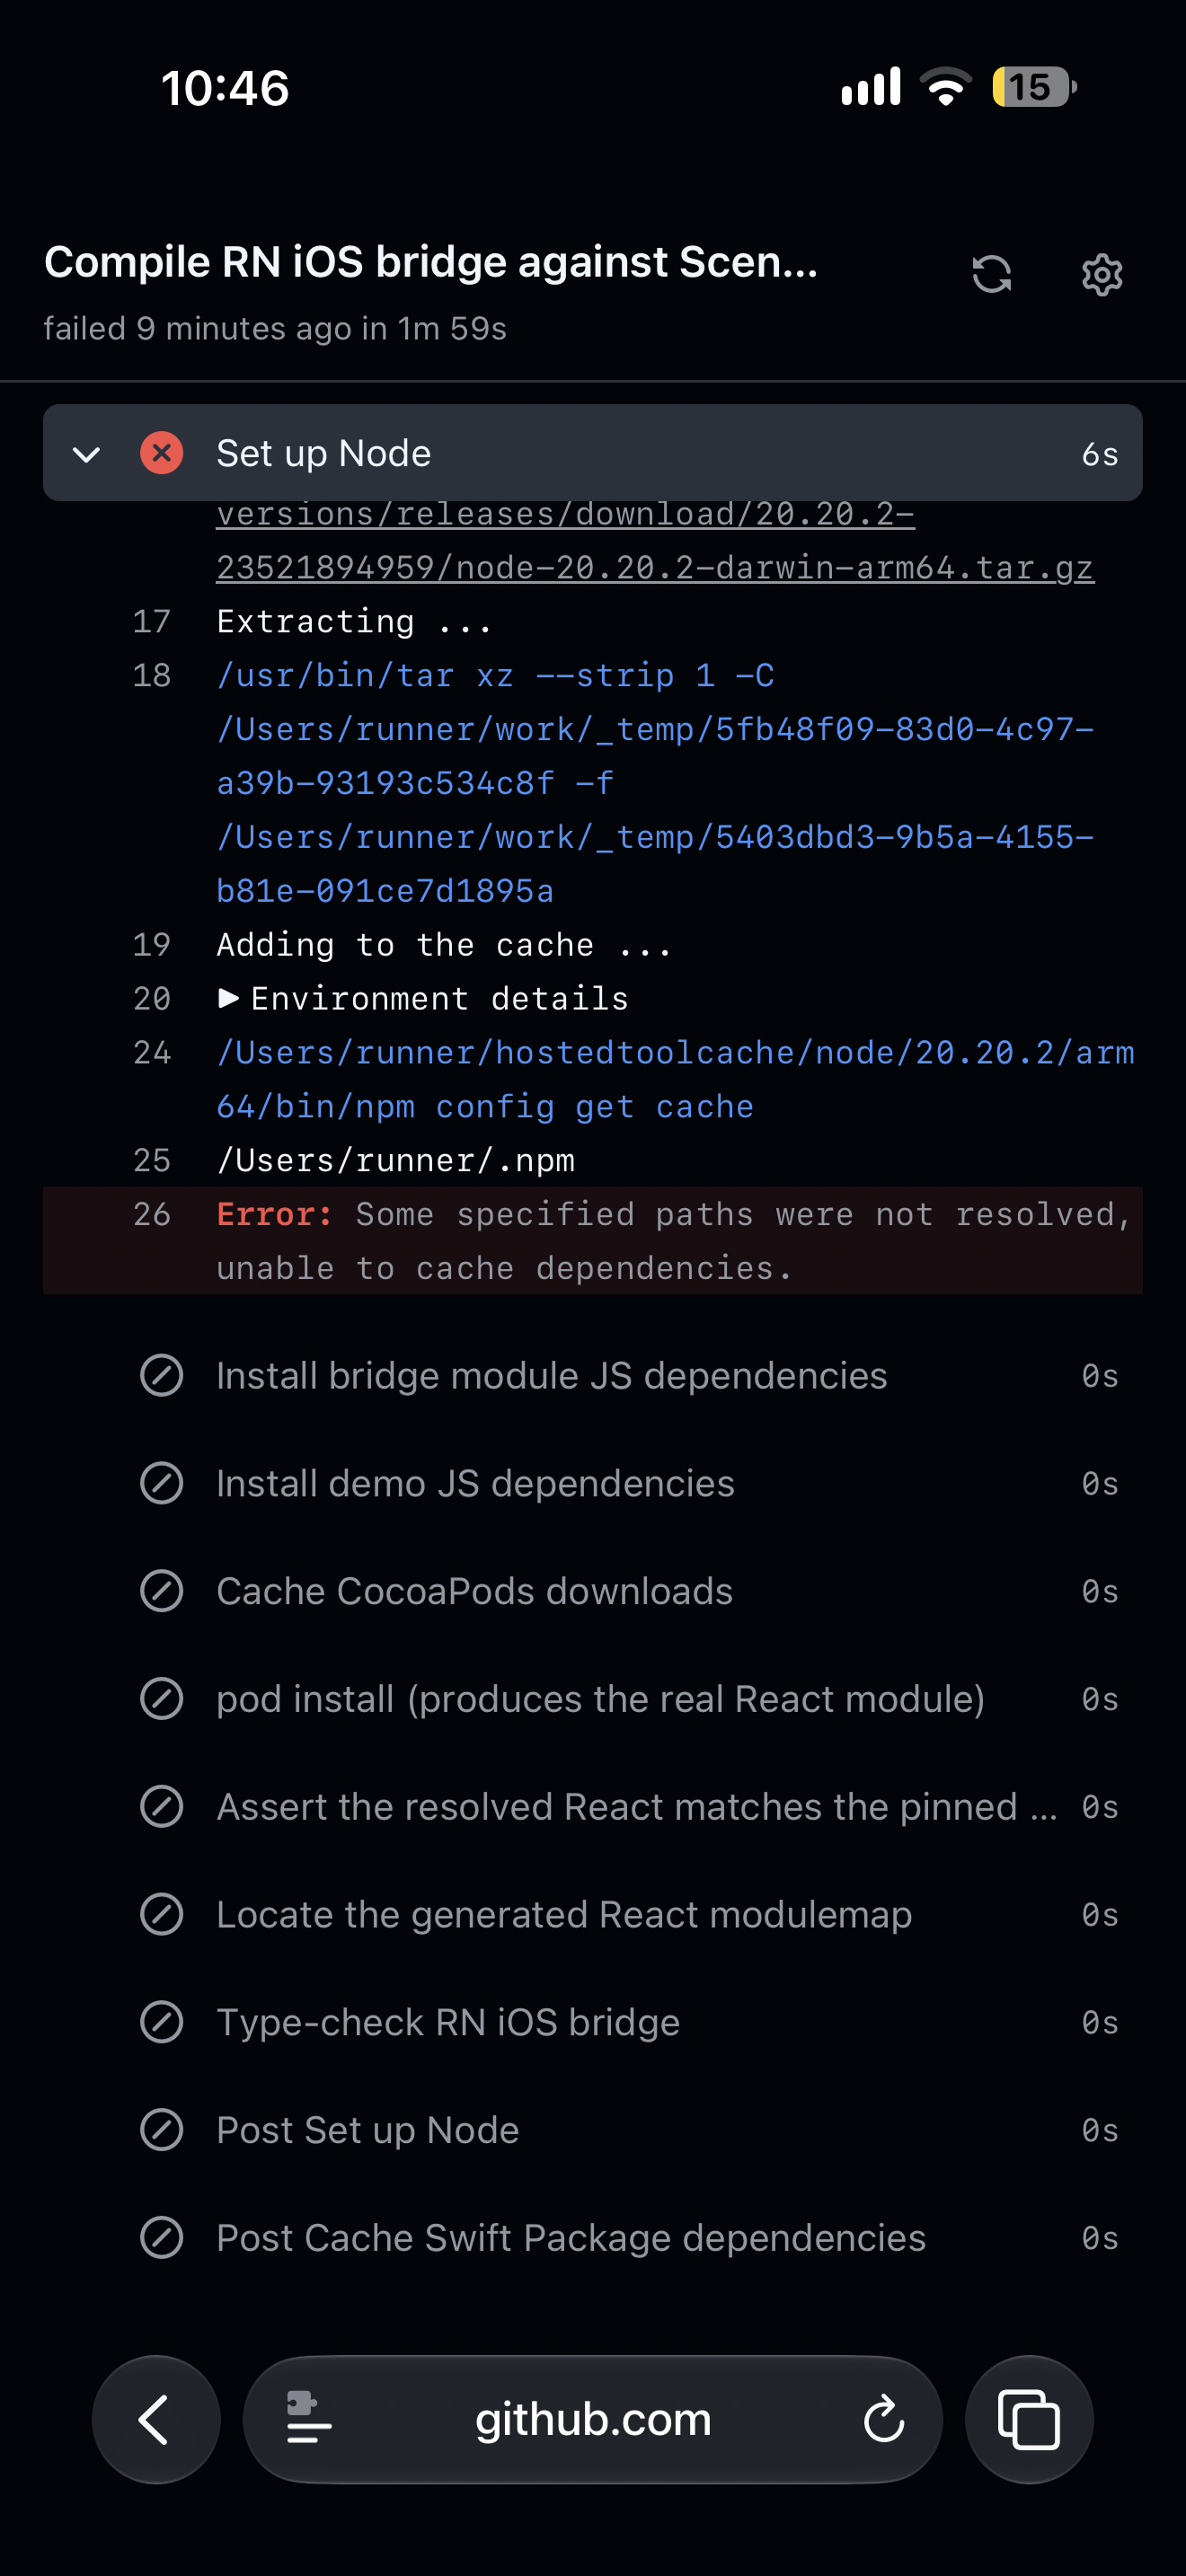 10:46
15
Compile RN iOS bridge against Scen...
failed 9 minutes ago in 1m 59s
Set up Node 6s
versions/releases/download/20.20.2-
23521894959/node-20.20.2-darwin-arm64.tar.gz
17 Extracting ...
18 /usr/bin/tar xz --strip 1 -C
/Users/runner/work/_temp/5fb48f09-83d0-4c97-
a39b-93193c534c8f -f
/Users/runner/work/_temp/5403dbd3-9b5a-4155-
b81e-091ce7d1895a
19 Adding to the cache ...
20 Environment details
24 /Users/runner/hostedtoolcache/node/20.20.2/arm
64/bin/npm config get cache
25 /Users/runner/.npm
26 Error: Some specified paths were not resolved,
unable to cache dependencies.
Install bridge module JS dependencies 0s
Install demo JS dependencies 0s
Cache CocoaPods downloads 0s
pod install (produces the real React module) 0s
Assert the resolved React matches the pinned ... 0s
Locate the generated React modulemap 0s
Type-check RN iOS bridge 0s
Post Set up Node 0s
Post Cache Swift Package dependencies 0s
github.com